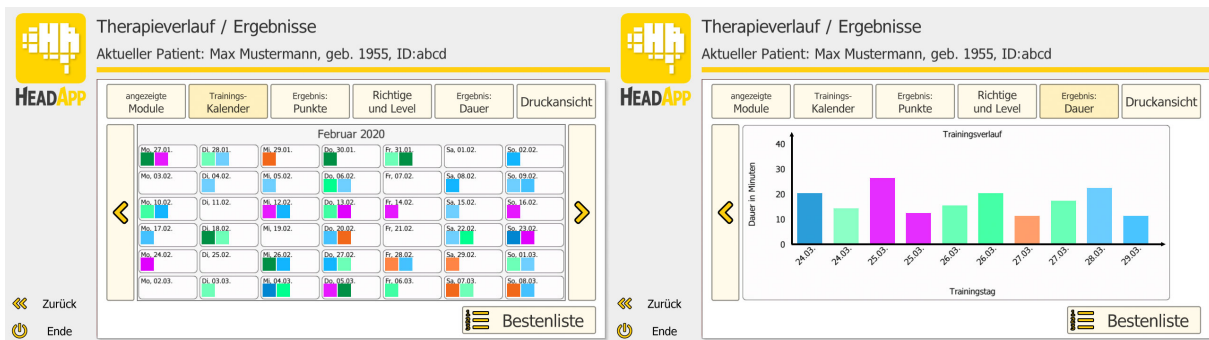 Therapieverlauf / Ergebnisse
Aktueller Patient: Max Mustermann, geb. 1955, ID:abcd
HEADAPP
angezeigte Module
Trainings- Kalender
Ergebnis: Punkte
Richtige und Level
Ergebnis: Dauer
Druckansicht
Februar 2020
Mo, 27.01. Di, 28.01. Mi, 29.01. Do, 30.01. Fr, 31.01. Sa, 01.02. So, 02.02.
Mo, 03.02. Di, 04.02. Mi, 05.02. Do, 06.02. Fr, 07.02. Sa, 08.02. So, 09.02.
Mo, 10.02. Di, 11.02. Mi, 12.02. Do, 13.02. Fr, 14.02. Sa, 15.02. So, 16.02.
Mo, 17.02. Di, 18.02. Mi, 19.02. Do, 20.02. Fr, 21.02. Sa, 22.02. So, 23.02.
Mo, 24.02. Di, 25.02. Mi, 26.02. Do, 27.02. Fr, 28.02. Sa, 29.02. So, 01.03.
Mo, 02.03. Di, 03.03. Mi, 04.03. Do, 05.03. Fr, 06.03. Sa, 07.03. So, 08.03.
Zurück
Ende
Bestenliste
Therapieverlauf / Ergebnisse
Aktueller Patient: Max Mustermann, geb. 1955, ID:abcd
HEADAPP
angezeigte Module
Trainings- Kalender
Ergebnis: Punkte
Richtige und Level
Ergebnis: Dauer
Druckansicht
Trainingsverlauf
Dauer in Minuten
40
30
20
10
0
24.03. 24.03. 25.03. 25.03. 26.03. 26.03. 27.03. 27.03. 28.03. 29.03.
Trainingstag
Zurück
Ende
Bestenliste